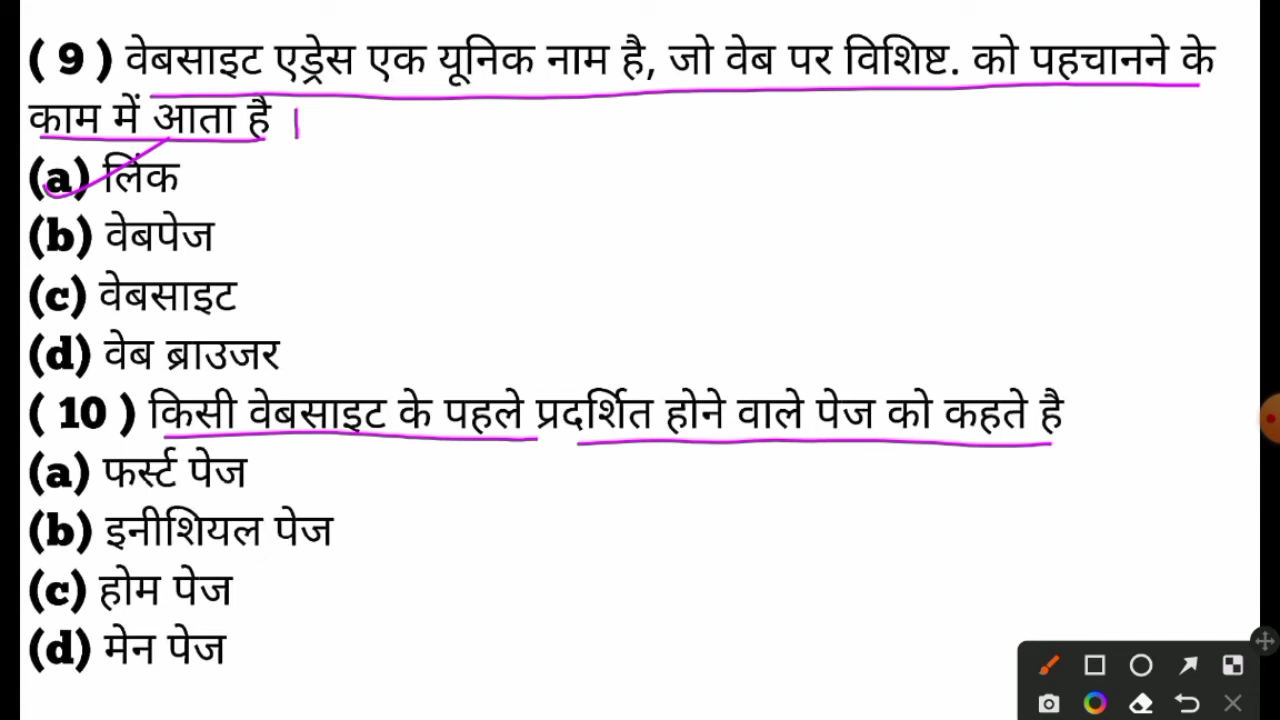 ( 9 ) वेबसाइट एड्रेस एक यूनिक नाम है, जो वेब पर विशिष्ट. को पहचानने के
काम में आता है ।
(a) लिंक
(b) वेबपेज
(c) वेबसाइट
(d) वेब ब्राउजर
( 10 ) किसी वेबसाइट के पहले प्रदर्शित होने वाले पेज को कहते है
(a) फर्स्ट पेज
(b) इनीशियल पेज
(c) होम पेज
(d) मेन पेज